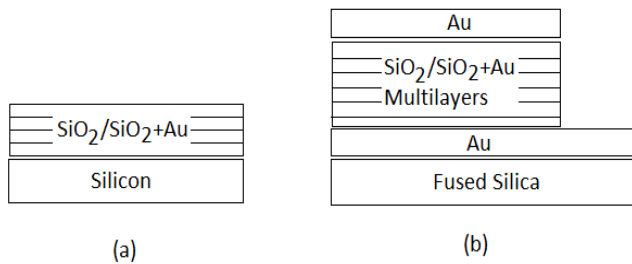 SiO2/SiO2+Au
Silicon
(a)
Au
SiO2/SiO2+Au
Multilayers
Au
Fused Silica
(b)